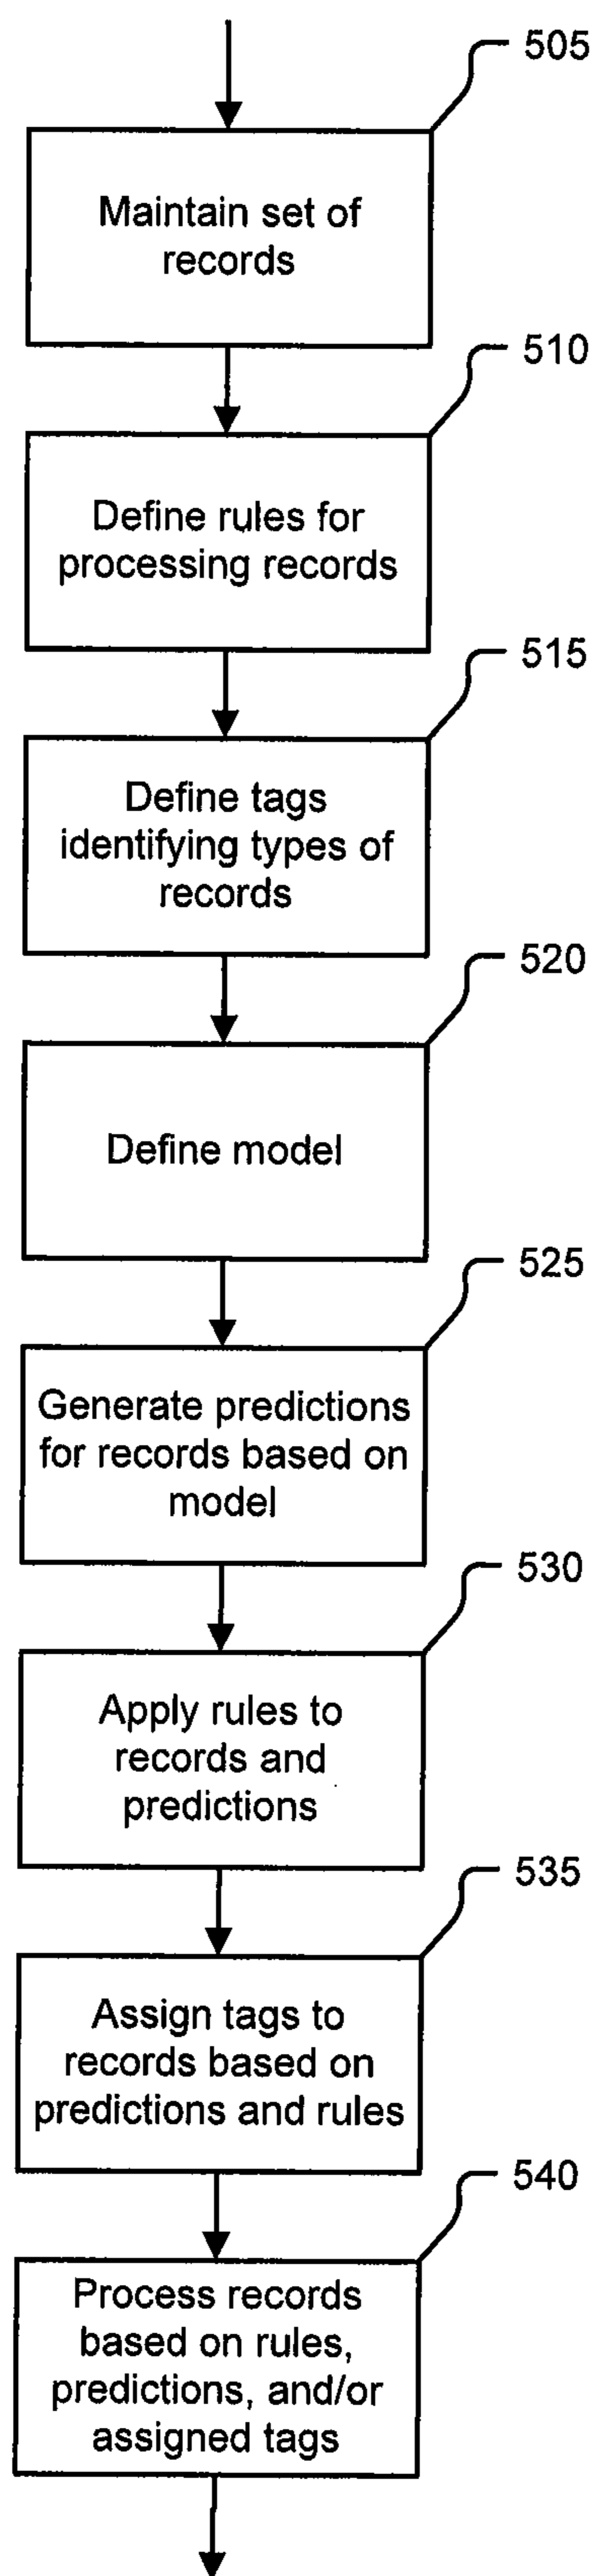 505
Maintain set of
records
510
Define rules for
processing records
515
Define tags
identifying types of
records
520
Define model
525
Generate predictions
for records based on
model
530
Apply rules to
records and
predictions
535
Assign tags to
records based on
predictions and rules
540
Process records
based on rules,
predictions, and/or
assigned tags